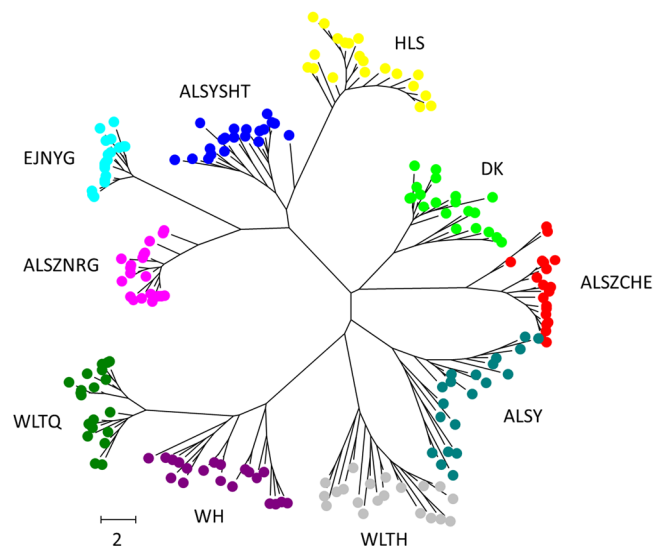 HLS
ALSYSHT
EJNYG
DK
ALSZNRG
ALSZCHE
WLTQ
ALSY
WH
WLTH
2